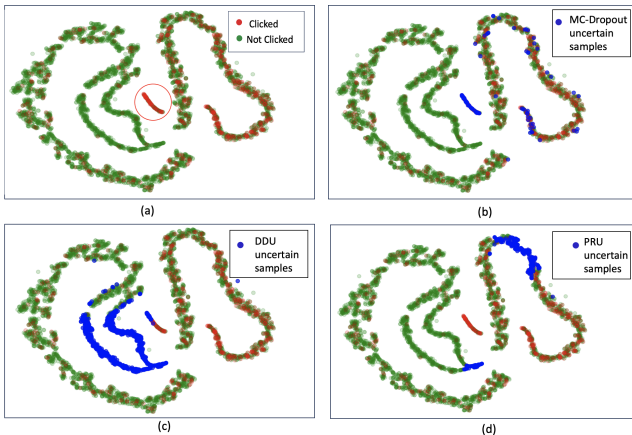 Clicked
Not Clicked
(a)
MC-Dropout
uncertain
samples
(b)
DDU
uncertain
samples
(c)
PRU
uncertain
samples
(d)